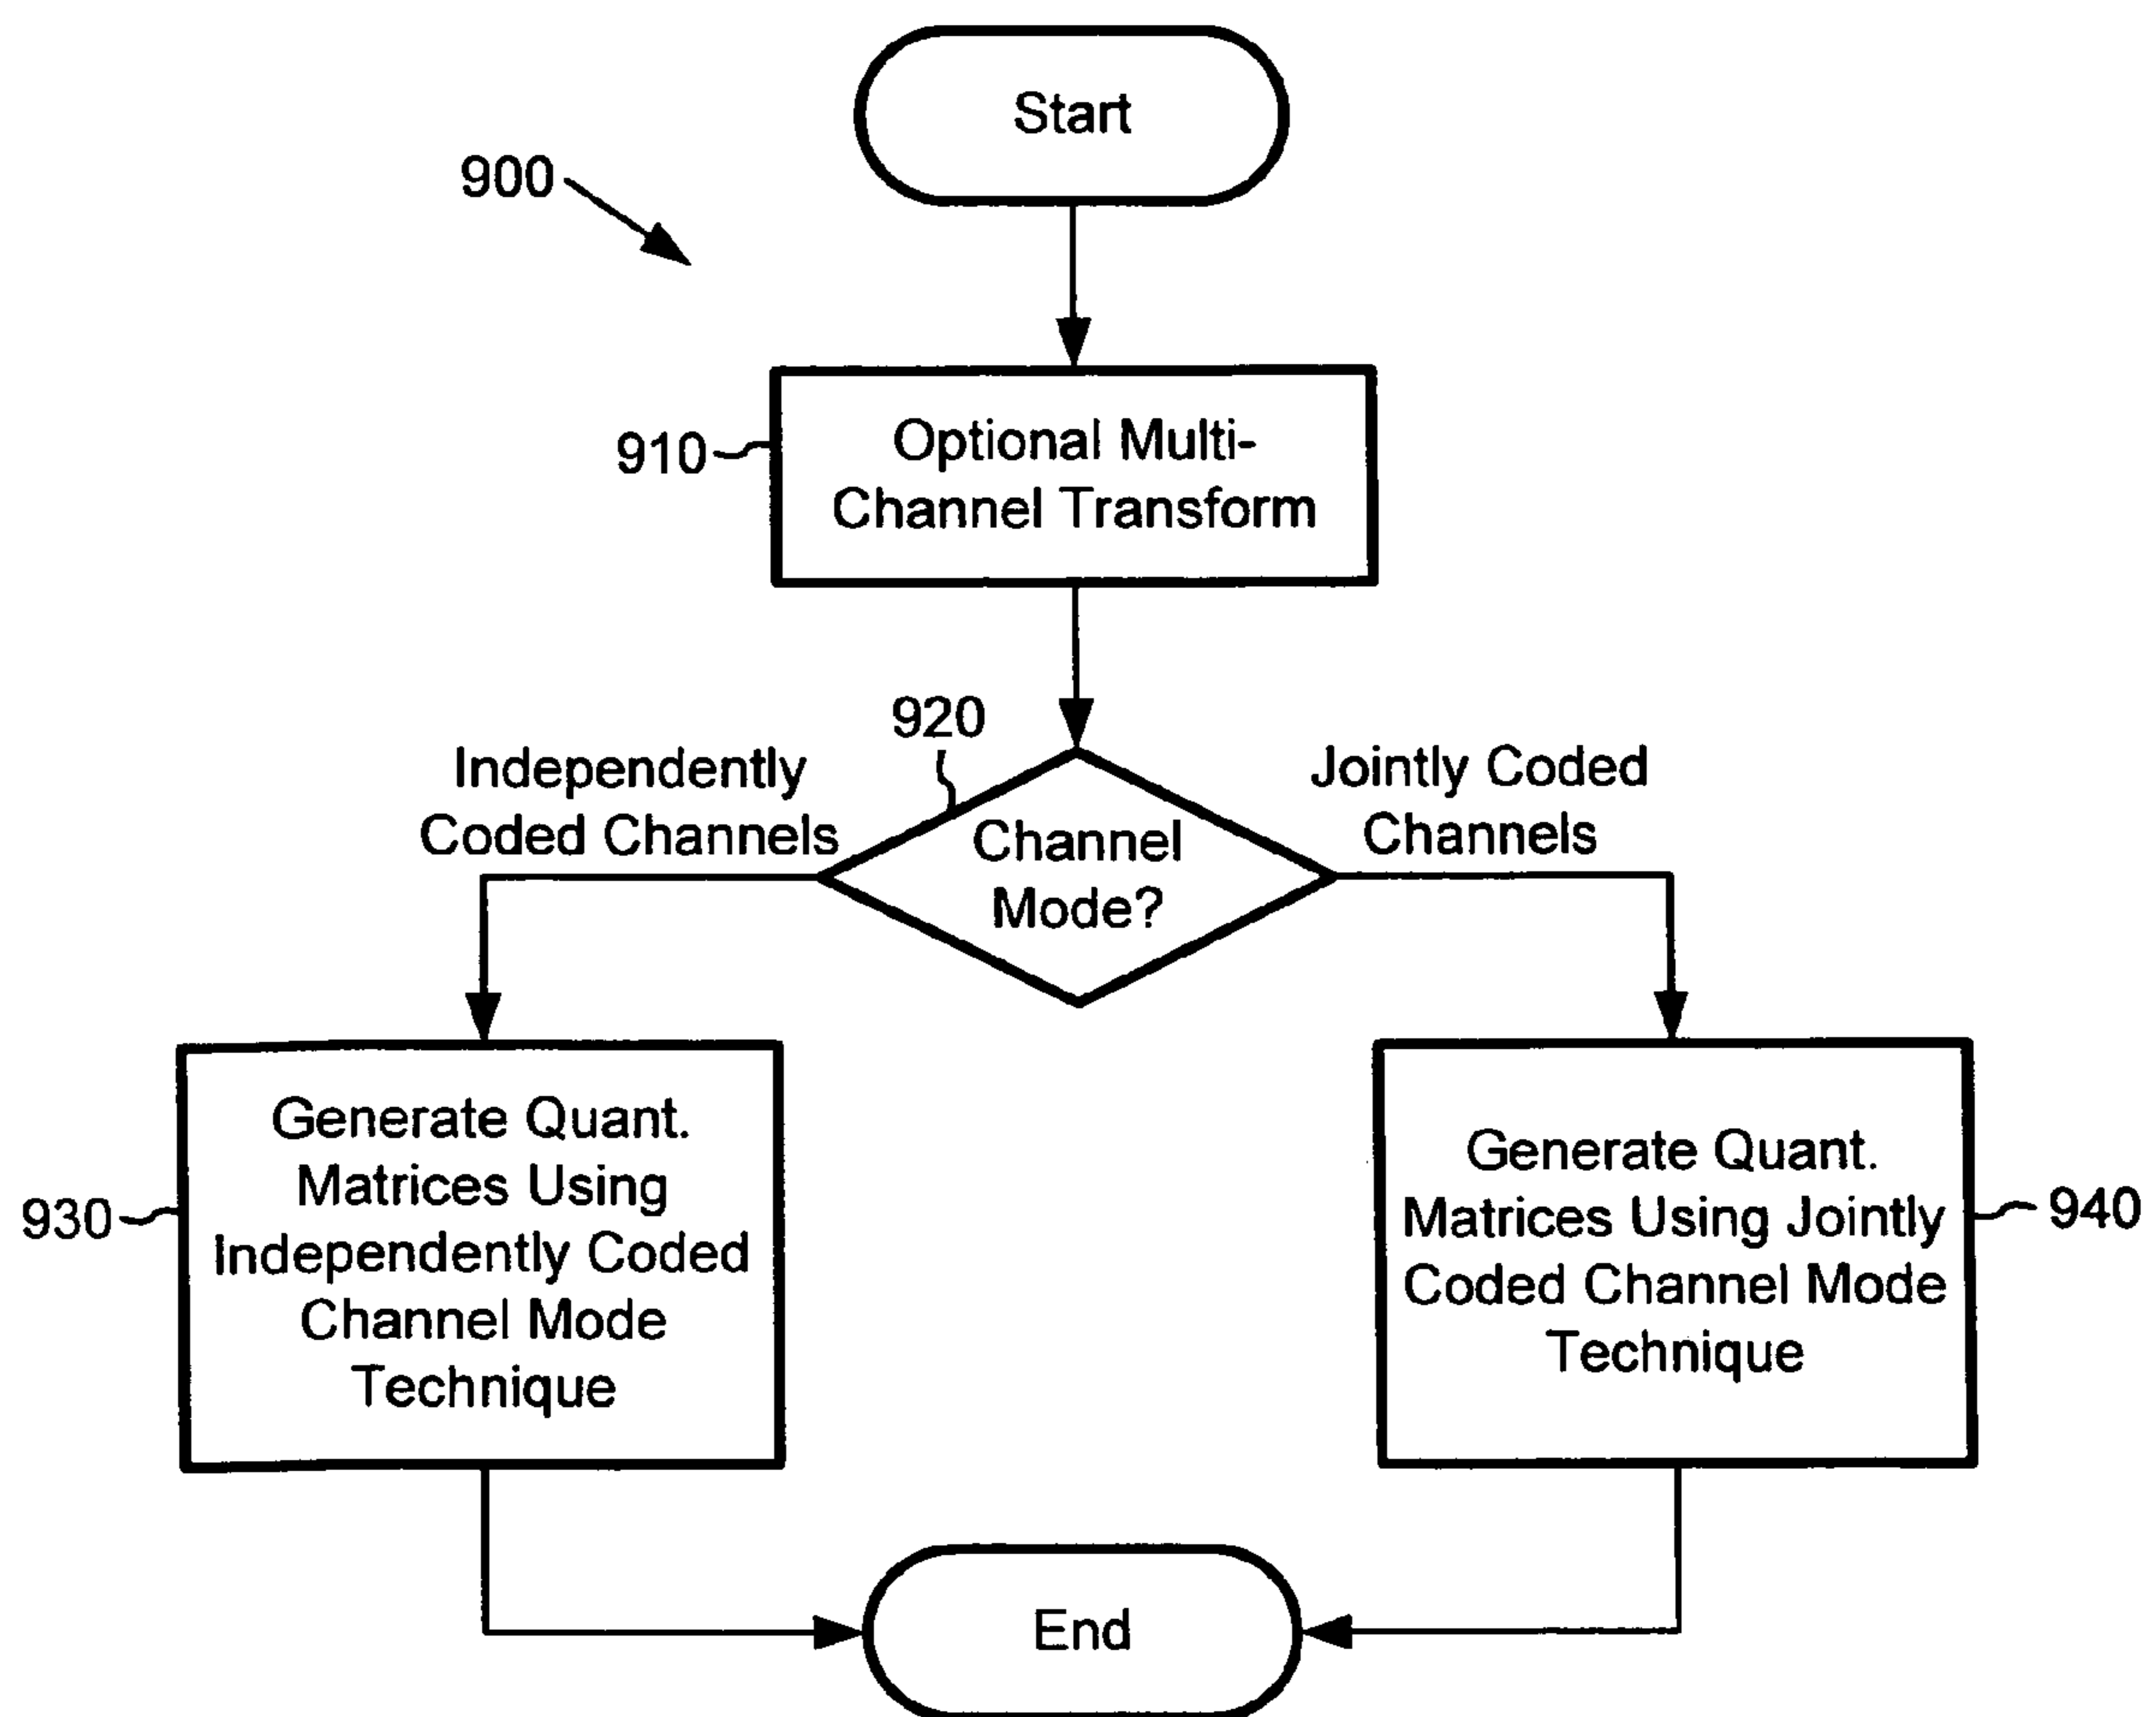 Start
900
910
Optional Multi-
Channel Transform
920
Independently
Coded Channels
Channel
Mode?
Jointly Coded
Channels
930
Generate Quant.
Matrices Using
Independently Coded
Channel Mode
Technique
Generate Quant.
Matrices Using Jointly
Coded Channel Mode
Technique
940
End